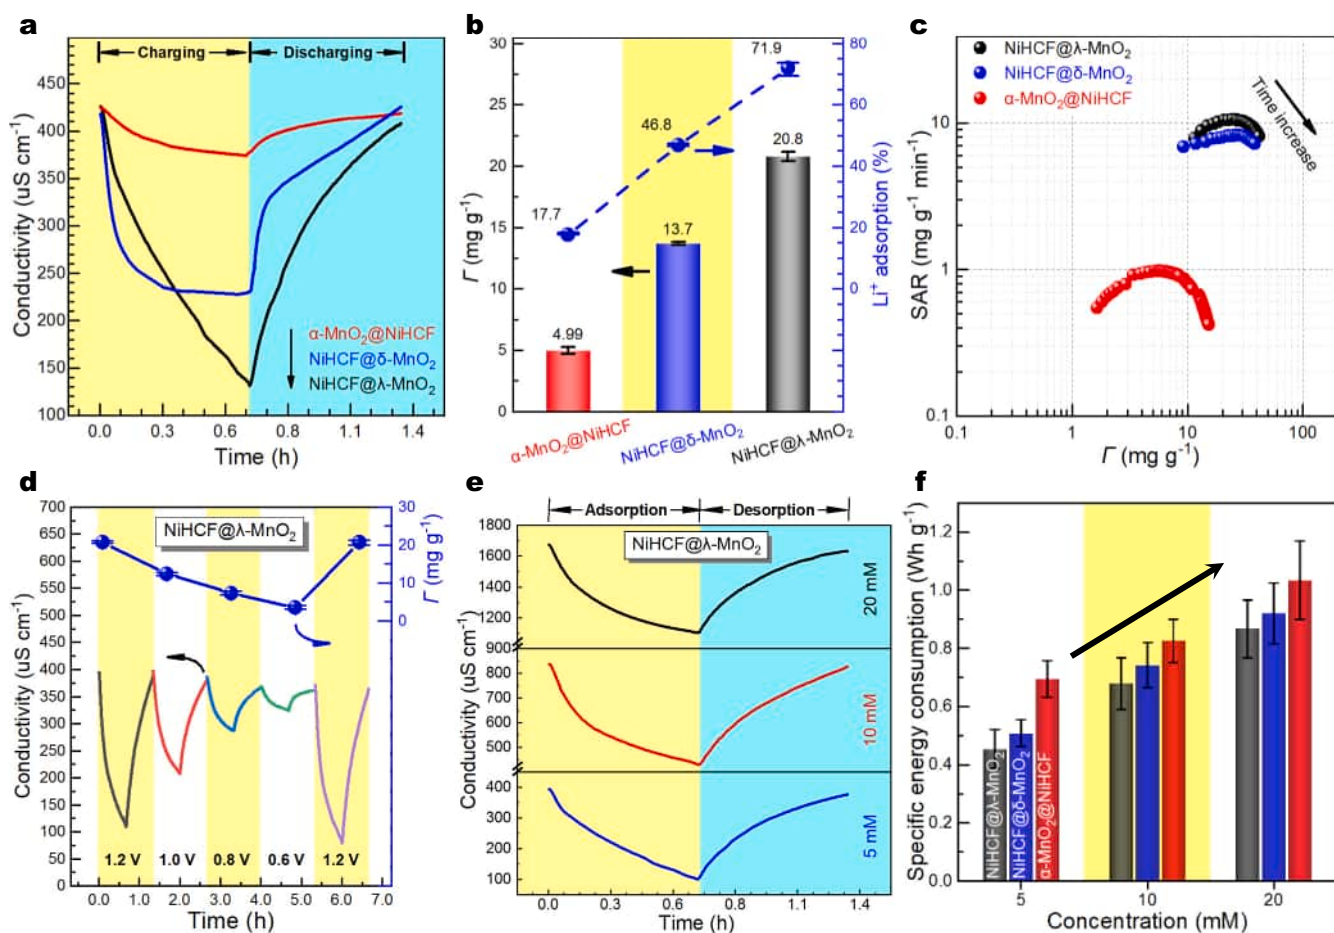 a
Charging
Discharging
450
400
350
300
250
200
150
100
Conductivity (uS cm⁻¹)
α-MnO₂@NiHCF
NiHCF@δ-MnO₂
NiHCF@λ-MnO₂
0.0 0.3 0.6 0.8 1.1 1.4
Time (h)
b
30
25
20
15
10
5
0
Γ (mg g⁻¹)
17.7
46.8
71.9
4.99
13.7
20.8
80
60
40
20
0
Li⁺ adsorption (%)
α-MnO₂@NiHCF
NiHCF@δ-MnO₂
NiHCF@λ-MnO₂
c
NiHCF@λ-MnO₂
NiHCF@δ-MnO₂
α-MnO₂@NiHCF
Time increase
10
1
0.1
SAR (mg g⁻¹ min⁻¹)
0.1 1 10 100
Γ (mg g⁻¹)
d
700
650
600
550
500
450
400
350
300
250
200
150
100
50
0
Conductivity (uS cm⁻¹)
NiHCF@λ-MnO₂
30
20
10
0
Γ (mg g⁻¹)
1.2 V 1.0 V 0.8 V 0.6 V 1.2 V
0.0 1.0 2.0 3.0 4.0 5.0 6.0 7.0
Time (h)
e
Adsorption
Desorption
NiHCF@λ-MnO₂
1800
1600
1400
1200
900
800
700
600
500
400
300
200
100
Conductivity (uS cm⁻¹)
20 mM
10 mM
5 mM
0.0 0.3 0.6 0.8 1.1 1.4
Time (h)
f
1.2
1.0
0.8
0.6
0.4
0.2
0.0
Specific energy consumption (Wh g⁻¹)
NiHCF@λ-MnO₂
NiHCF@δ-MnO₂
α-MnO₂@NiHCF
5 10 20
Concentration (mM)